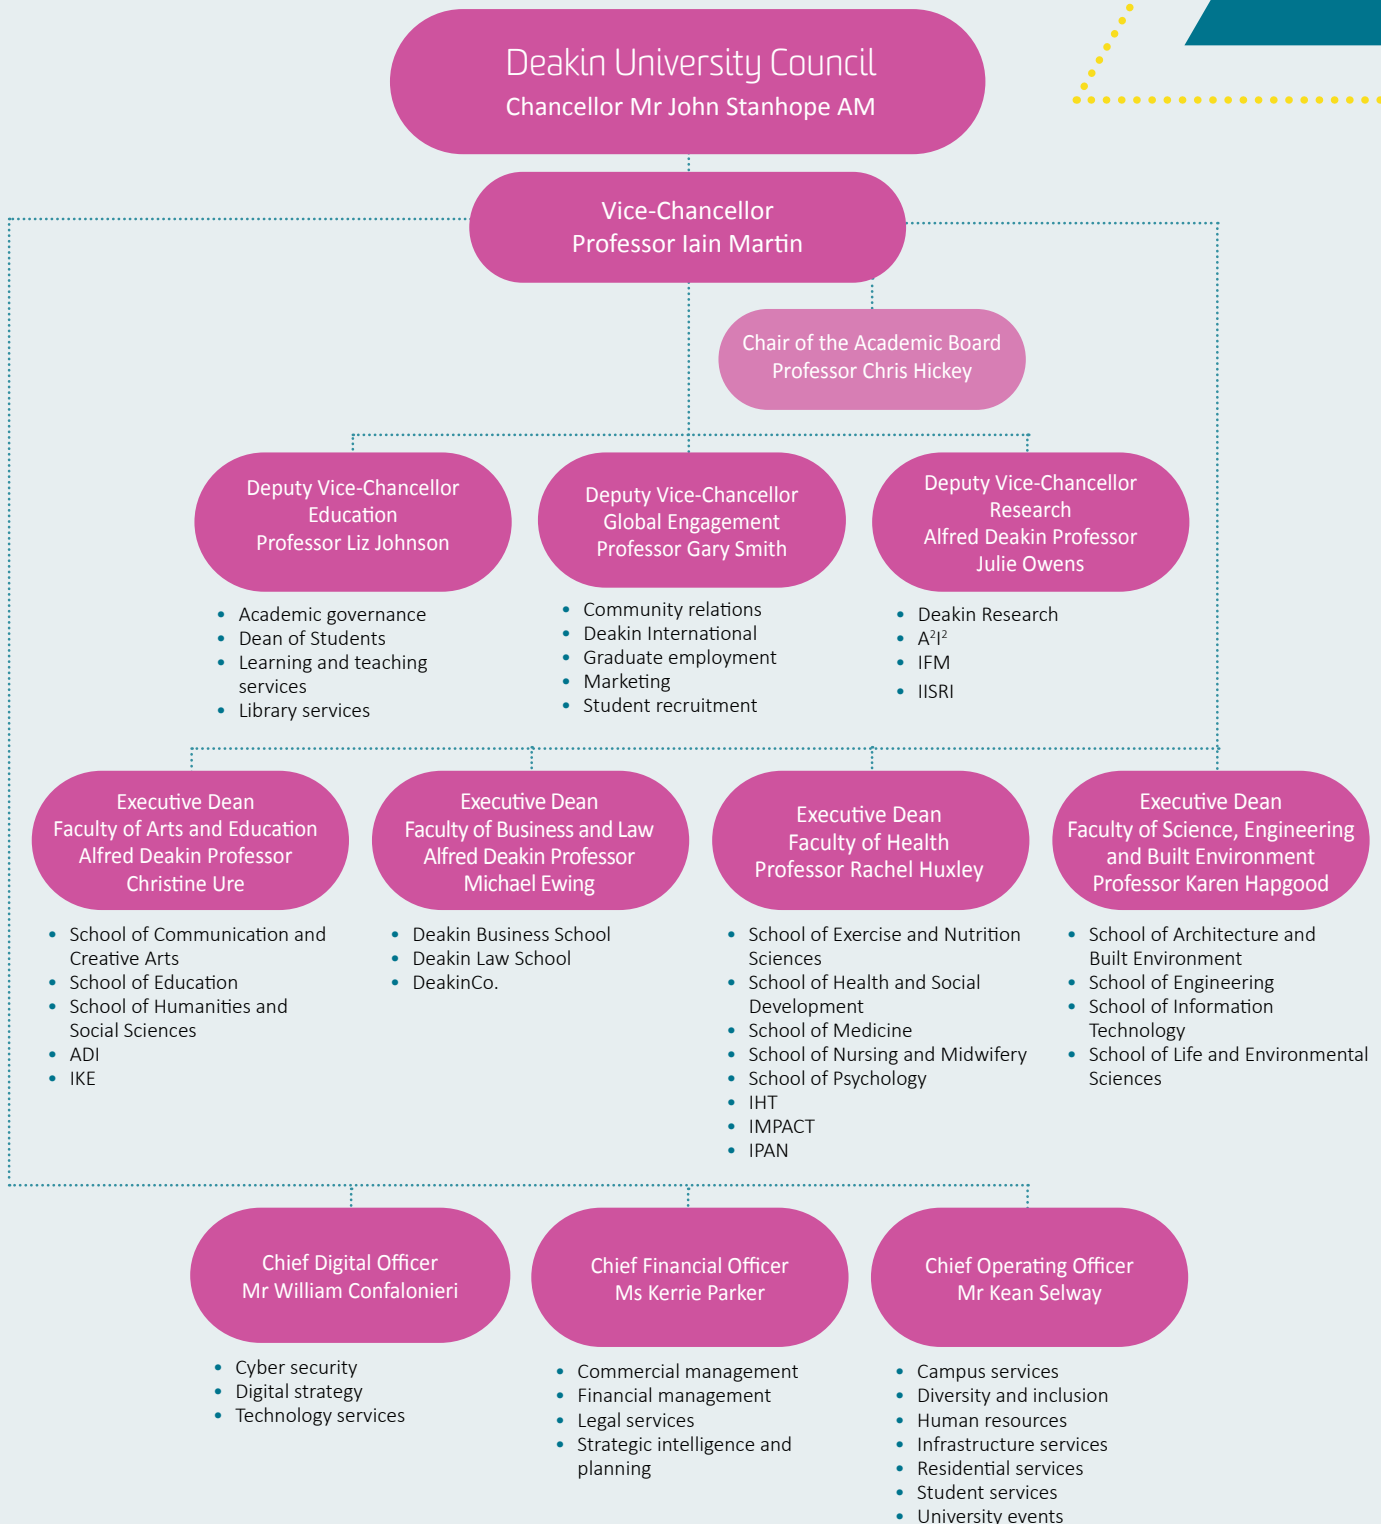 Deakin University Council
Chancellor Mr John Stanhope AM
Vice-Chancellor
Professor Iain Martin
Chair of the Academic Board
Professor Chris Hickey
Deputy Vice-Chancellor
Education
Professor Liz Johnson
• Academic governance
• Dean of Students
• Learning and teaching
services
• Library services
Deputy Vice-Chancellor
Global Engagement
Professor Gary Smith
• Community relations
• Deakin International
• Graduate employment
• Marketing
• Student recruitment
Deputy Vice-Chancellor
Research
Alfred Deakin Professor
Julie Owens
• Deakin Research
• A²I²
• IFM
• IISRI
Executive Dean
Faculty of Arts and Education
Alfred Deakin Professor
Christine Ure
• School of Communication and
Creative Arts
• School of Education
• School of Humanities and
Social Sciences
• ADI
• IKE
Executive Dean
Faculty of Business and Law
Alfred Deakin Professor
Michael Ewing
• Deakin Business School
• Deakin Law School
• DeakinCo.
Executive Dean
Faculty of Health
Professor Rachel Huxley
• School of Exercise and Nutrition
Sciences
• School of Health and Social
Development
• School of Medicine
• School of Nursing and Midwifery
• School of Psychology
• IHT
• IMPACT
• IPAN
Executive Dean
Faculty of Science, Engineering
and Built Environment
Professor Karen Hapgood
• School of Architecture and
Built Environment
• School of Engineering
• School of Information
Technology
• School of Life and Environmental
Sciences
Chief Digital Officer
Mr William Confalonieri
• Cyber security
• Digital strategy
• Technology services
Chief Financial Officer
Ms Kerrie Parker
• Commercial management
• Financial management
• Legal services
• Strategic intelligence and
planning
Chief Operating Officer
Mr Kean Selway
• Campus services
• Diversity and inclusion
• Human resources
• Infrastructure services
• Residential services
• Student services
• University events